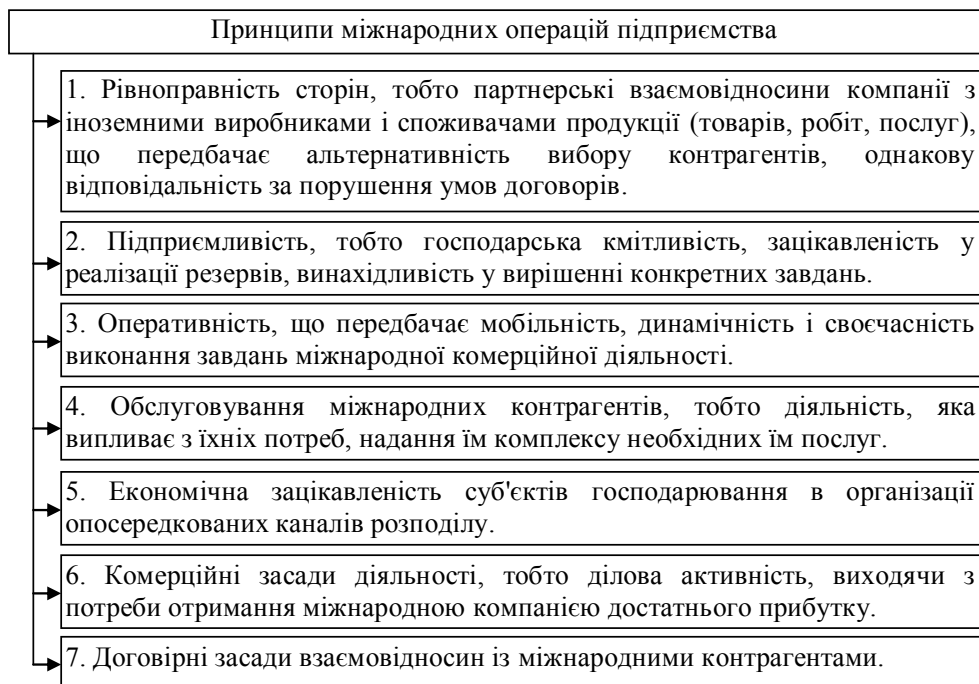 Принципи міжнародних операцій підприємства
1. Рівноправність сторін, тобто партнерські взаємовідносини компанії з
іноземними виробниками і споживачами продукції (товарів, робіт, послуг),
що передбачає альтернативність вибору контрагентів, однакову
відповідальність за порушення умов договорів.
2. Підприємливість, тобто господарська кмітливість, зацікавленість у
реалізації резервів, винахідливість у вирішенні конкретних завдань.
3. Оперативність, що передбачає мобільність, динамічність і своєчасність
виконання завдань міжнародної комерційної діяльності.
4. Обслуговування міжнародних контрагентів, тобто діяльність, яка
випливає з їхніх потреб, надання їм комплексу необхідних їм послуг.
5. Економічна зацікавленість суб'єктів господарювання в організації
опосередкованих каналів розподілу.
6. Комерційні засади діяльності, тобто ділова активність, виходячи з
потреби отримання міжнародною компанією достатнього прибутку.
7. Договірні засади взаємовідносин із міжнародними контрагентами.